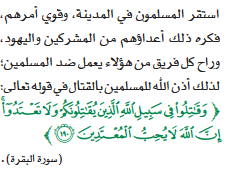 استقر المسلمون في المدينة، وقوي أمرهم،
فكره ذلك أعداؤهم من المشركين واليهود،
وراح كل فريق من هؤلاء يعمل ضد المسلمين؛
لذلك أذن الله للمسلمين بالقتال في قوله تعالى:
﴿ وَقَٰتِلُوا۟ فِى سَبِيلِ ٱللَّهِ ٱلَّذِينَ يُقَٰتِلُونَكُمْ وَلَا تَعْتَدُوٓا۟
إِنَّ ٱللَّهَ لَا يُحِبُّ ٱلْمُعْتَدِينَ ١٩٠ ﴾
(سورة البقرة).